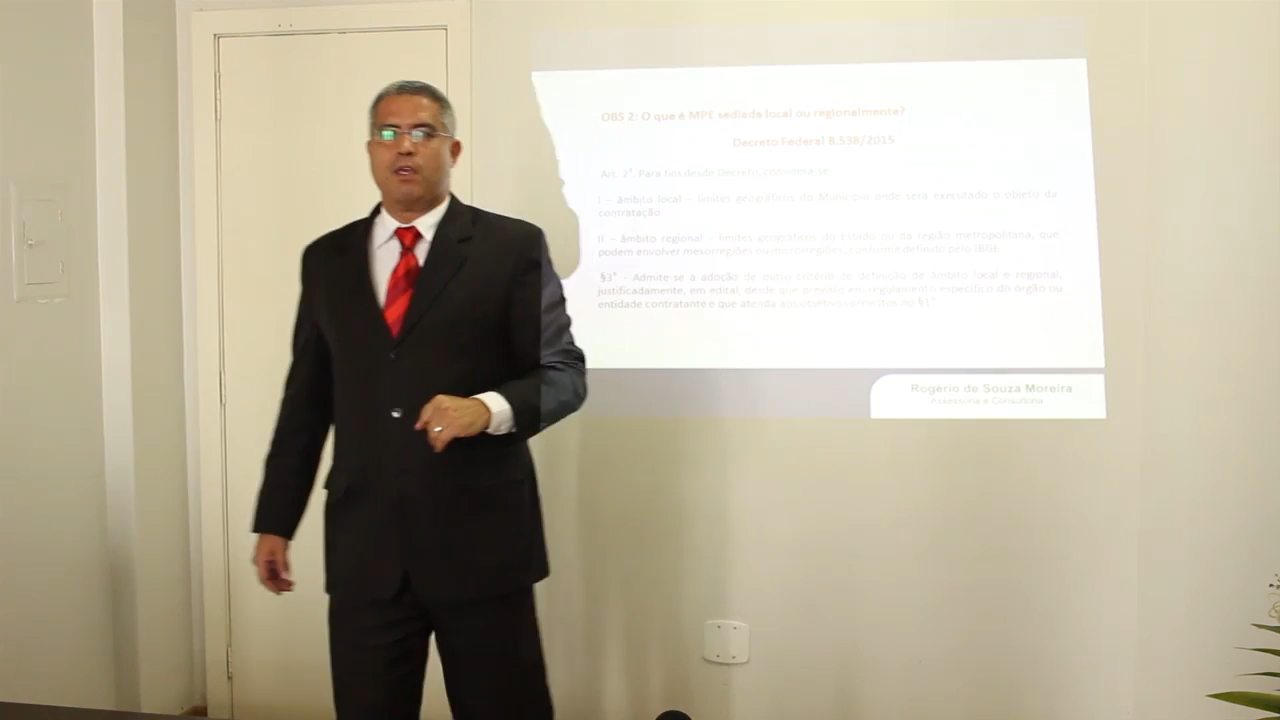 OBS 2: O que é MPE sediada local ou regionalmente?
Decreto Federal 8.538/2015
Art. 2°. Para fins deste Decreto, considera-se:
I – âmbito local – limites geográficos do Município onde será executado o objeto da
contratação
II – âmbito regional – limites geográficos do Estado ou da região metropolitana, que
podem envolver mesorregiões ou microrregiões, conforme definido pelo IBGE
§3° - Admite-se a adoção de outro critério de definição de âmbito local e regional,
justificadamente, em edital, desde que previsto em regulamento específico do órgão ou
entidade contratante e que atenda aos objetivos previstos no §1°
Rogério de Souza Moreira
Assessoria e Consultoria